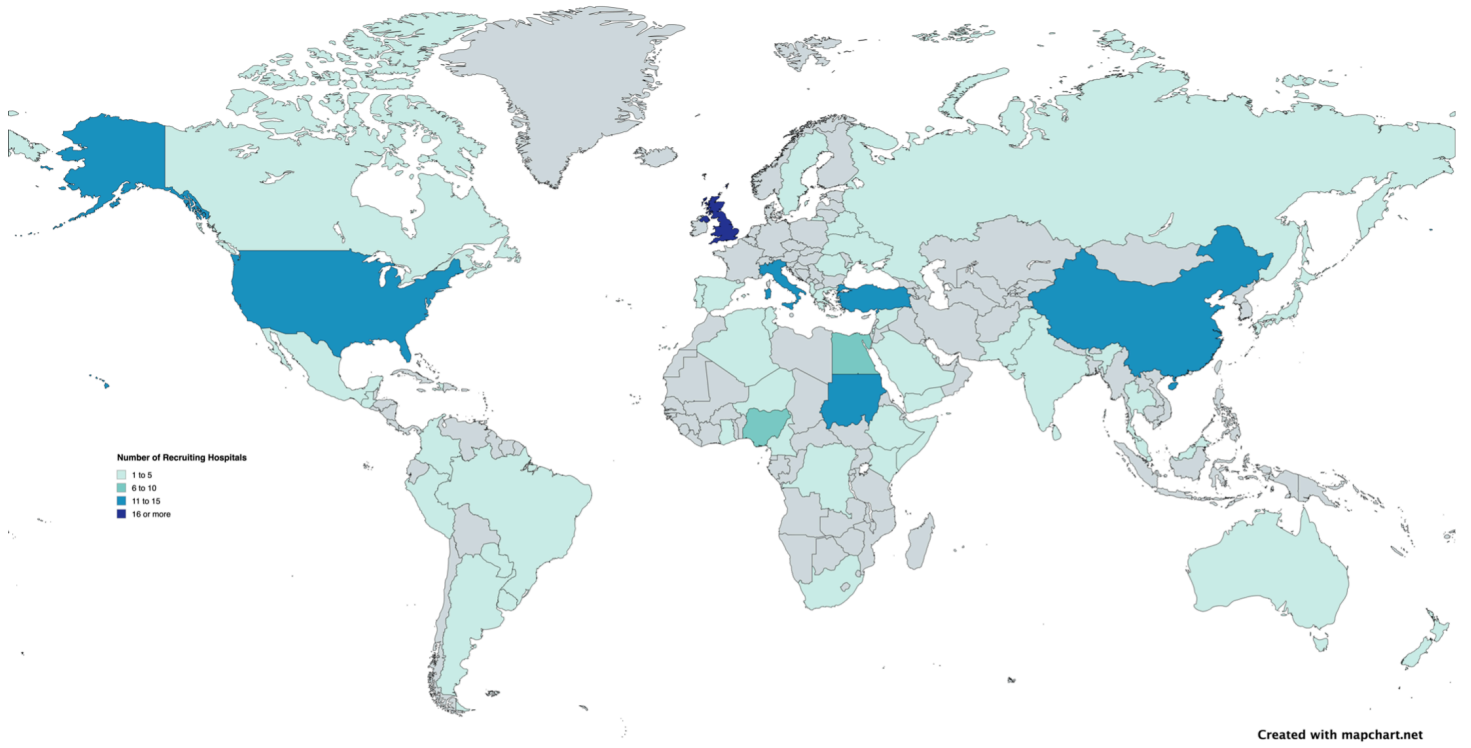 Number of Recruiting Hospitals
1 to 5
6 to 10
11 to 15
16 or more
Created with mapchart.net